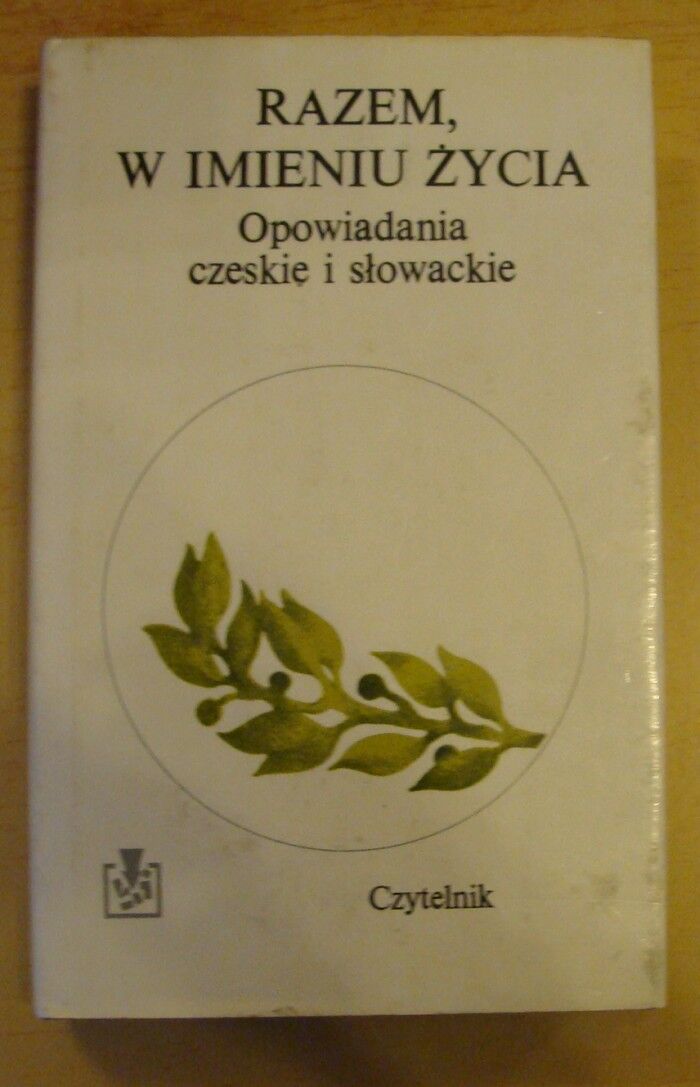 RAZEM,
W IMIENIU ŻYCIA
Opowiadania
czeskie i słowackie
Czytelnik